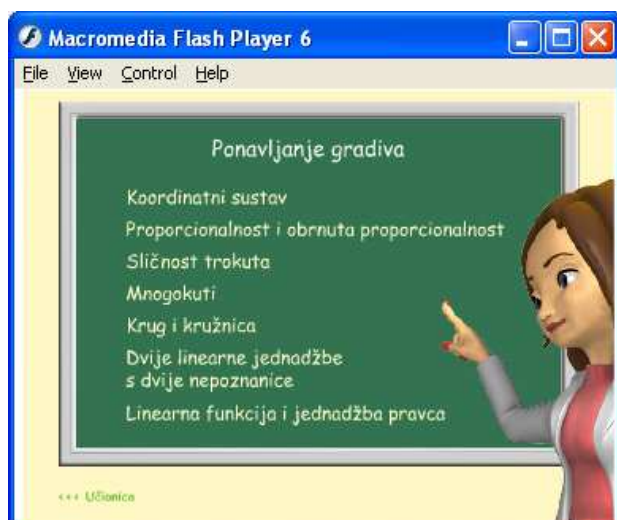 Macromedia Flash Player 6
File View Control Help
Ponavljanje gradiva
Koordinatni sustav
Proporcionalnost i obrnuta proporcionalnost
Sličnost trokuta
Mnogokuti
Krug i kružnica
Dvije linearne jednadžbe
s dvije nepoznanice
Linearna funkcija i jednadžba pravca
<<< Učionica